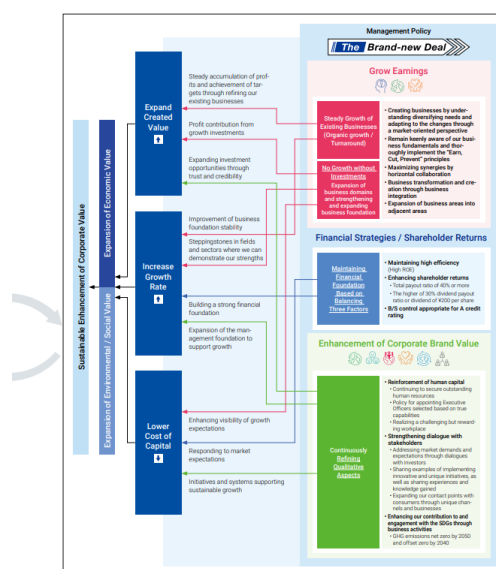 Management Policy
The Brand-new Deal
Sustainable Enhancement of Corporate Value
Expansion of Economic Value
Expansion of Environmental / Social Value
Expand
Created
Value
Increase
Growth
Rate
Lower
Cost of
Capital
Steady accumulation of prof-
its and achievement of tar-
gets through refining our
existing businesses
Profit contribution from
growth investments
Expanding investment
opportunities through
trust and credibility
Improvement of business
foundation stability
Steppingstones in fields
and sectors where we can
demonstrate our strengths
Building a strong financial
foundation
Expansion of the man-
agement foundation to
support growth
Enhancing visibility of
growth expectations
Responding to market
expectations
Initiatives and systems supporting
sustainable growth
Grow Earnings
Steady Growth of
Existing Businesses
(Organic growth /
Turnaround)
No Growth without
Investments
Expansion of
business domains
and strengthening
and expanding
business foundation
• Creating businesses by under-
standing diversifying needs and
adapting to the changes through
a market-oriented perspective
• Remain keenly aware of our
business fundamentals and thor-
oughly implement the "Earn,
Cut, Prevent" principles
• Maximizing synergies by
horizontal collaboration
• Business transformation and cre-
ation through business
integration
• Expansion of business areas into
adjacent areas
Financial Strategies / Shareholder Returns
Maintaining
Financial
Foundation
Based on
Balancing
Three Factors
• Maintaining high efficiency
(High ROE)
• Enhancing shareholder returns
• Total payout ratio of 40% or more
• The higher of 30% dividend payout
ratio or dividend of ¥200 per share
• B/S control appropriate for A credit
rating
Enhancement of Corporate Brand Value
Continuously
Refining
Qualitative
Aspects
• Reinforcement of human capital
• Continuing to secure outstanding
human resources
• Policy for appointing Executive
Officers selected based on true
capabilities
• Realizing a challenging but reward-
ing workplace
• Strengthening dialogue with
stakeholders
• Addressing market demands and
expectations through dialogues
with investors
• Sharing examples of implementing
innovative and unique initiatives, as
well as sharing experiences and
knowledge gained
• Expanding our contact points with
consumers through unique chan-
nels and businesses
• Enhancing our contribution to and
engagement with the SDGs through
business activities
• GHG emissions net zero by 2050
and offset zero by 2040